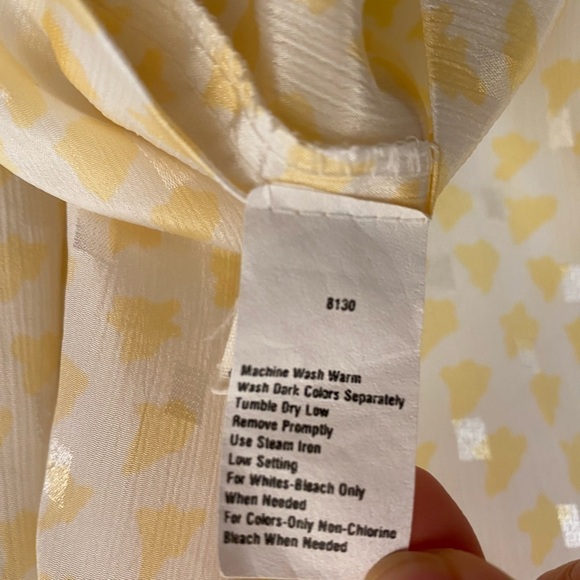 8130
Machine Wash Warm
Wash Dark Colors Separately
Tumble Dry Low
Remove Promptly
Use Steam Iron
Low Setting
For Whites-Bleach Only
When Needed
For Colors-Only Non-Chlorine
Bleach When Needed